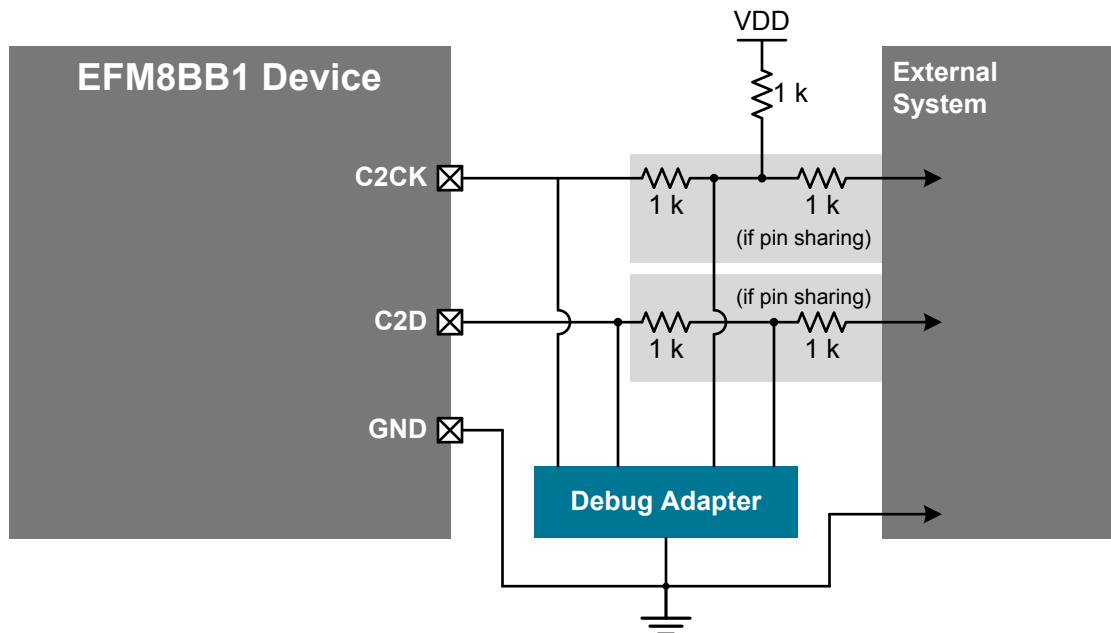 VDD
EFM8BB1 Device
External
System
1 k
C2CK
1 k
1 k
(if pin sharing)
(if pin sharing)
C2D
1 k
1 k
GND
Debug Adapter